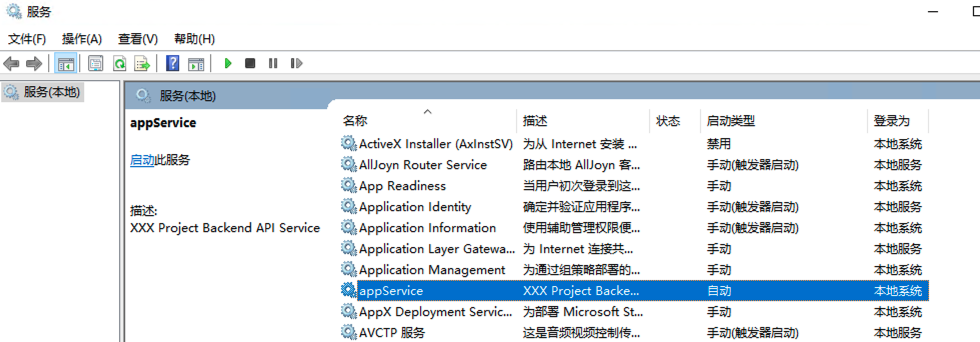 服务
文件(F) 操作(A) 查看(V) 帮助(H)
服务(本地)
服务(本地)
appService
启动此服务
描述:
XXX Project Backend API Service
名称 描述 状态 启动类型 登录为
ActiveX Installer (AxInstSV) 为从 Internet 安装 ... 禁用 本地系统
AllJoyn Router Service 路由本地 AllJoyn 客... 手动(触发器启动) 本地服务
App Readiness 当用户初次登录到这... 手动 本地系统
Application Identity 确定并验证应用程序... 手动(触发器启动) 本地服务
Application Information 使用辅助管理权限便... 手动(触发器启动) 本地系统
Application Layer Gatewa... 为 Internet 连接共... 手动 本地服务
Application Management 为通过组策略部署的... 手动 本地系统
appService XXX Project Backe... 自动 本地系统
AppX Deployment Servic... 为部署 Microsoft St... 手动 本地系统
AVCTP 服务 这是音频视频控制传... 手动(触发器启动) 本地服务